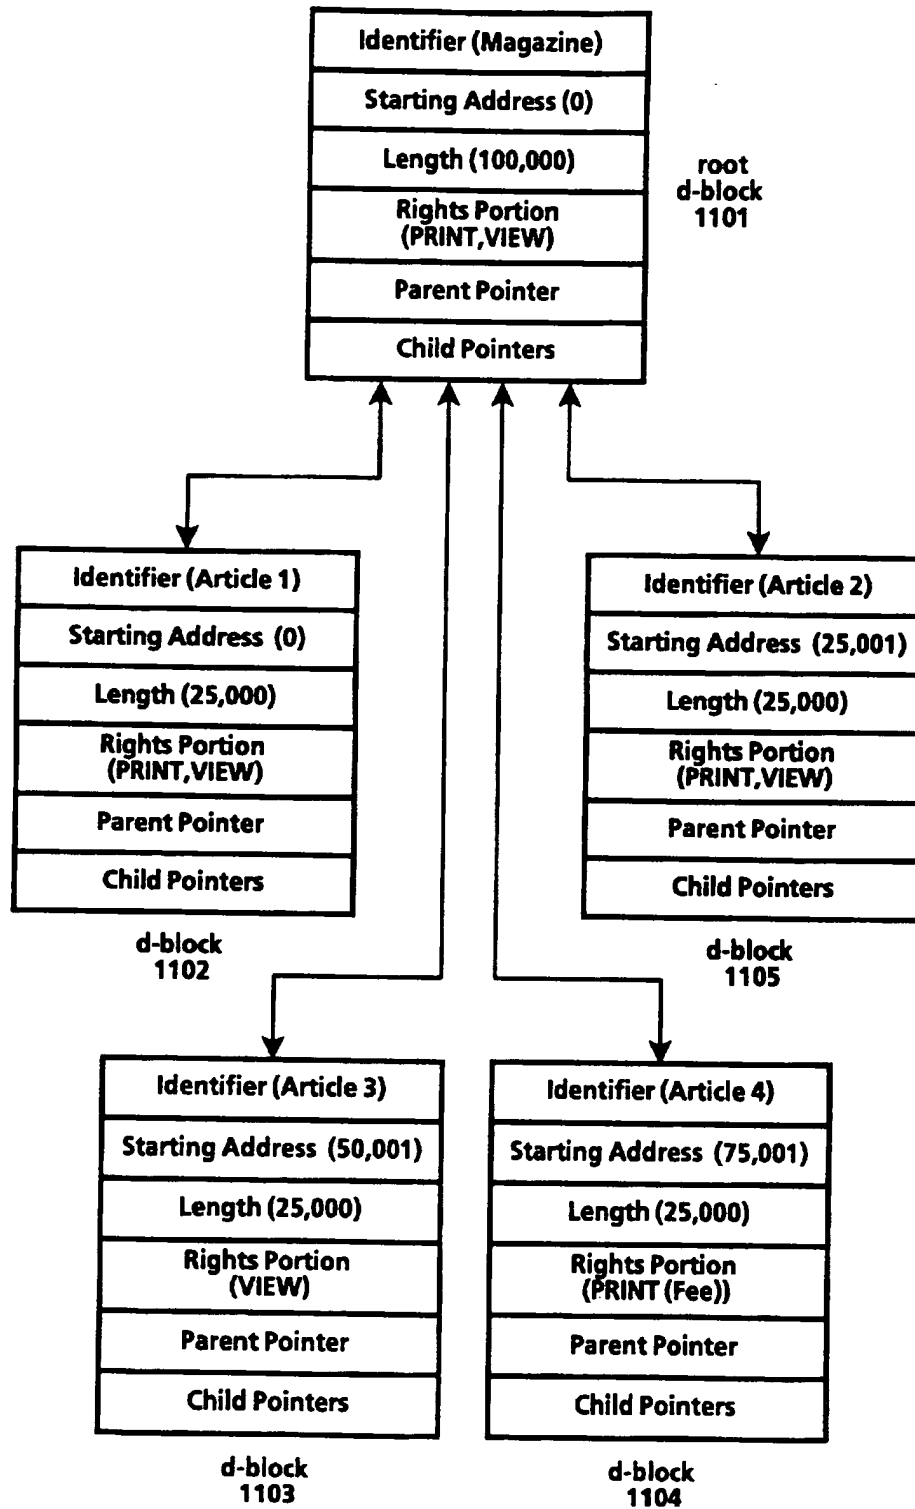 Identifier (Magazine)
Starting Address (0)
Length (100,000)
Rights Portion
(PRINT,VIEW)
Parent Pointer
Child Pointers
root
d-block
1101
Identifier (Article 1)
Starting Address (0)
Length (25,000)
Rights Portion
(PRINT,VIEW)
Parent Pointer
Child Pointers
d-block
1102
Identifier (Article 2)
Starting Address (25,001)
Length (25,000)
Rights Portion
(PRINT,VIEW)
Parent Pointer
Child Pointers
d-block
1105
Identifier (Article 3)
Starting Address (50,001)
Length (25,000)
Rights Portion
(VIEW)
Parent Pointer
Child Pointers
d-block
1103
Identifier (Article 4)
Starting Address (75,001)
Length (25,000)
Rights Portion
(PRINT (Fee))
Parent Pointer
Child Pointers
d-block
1104